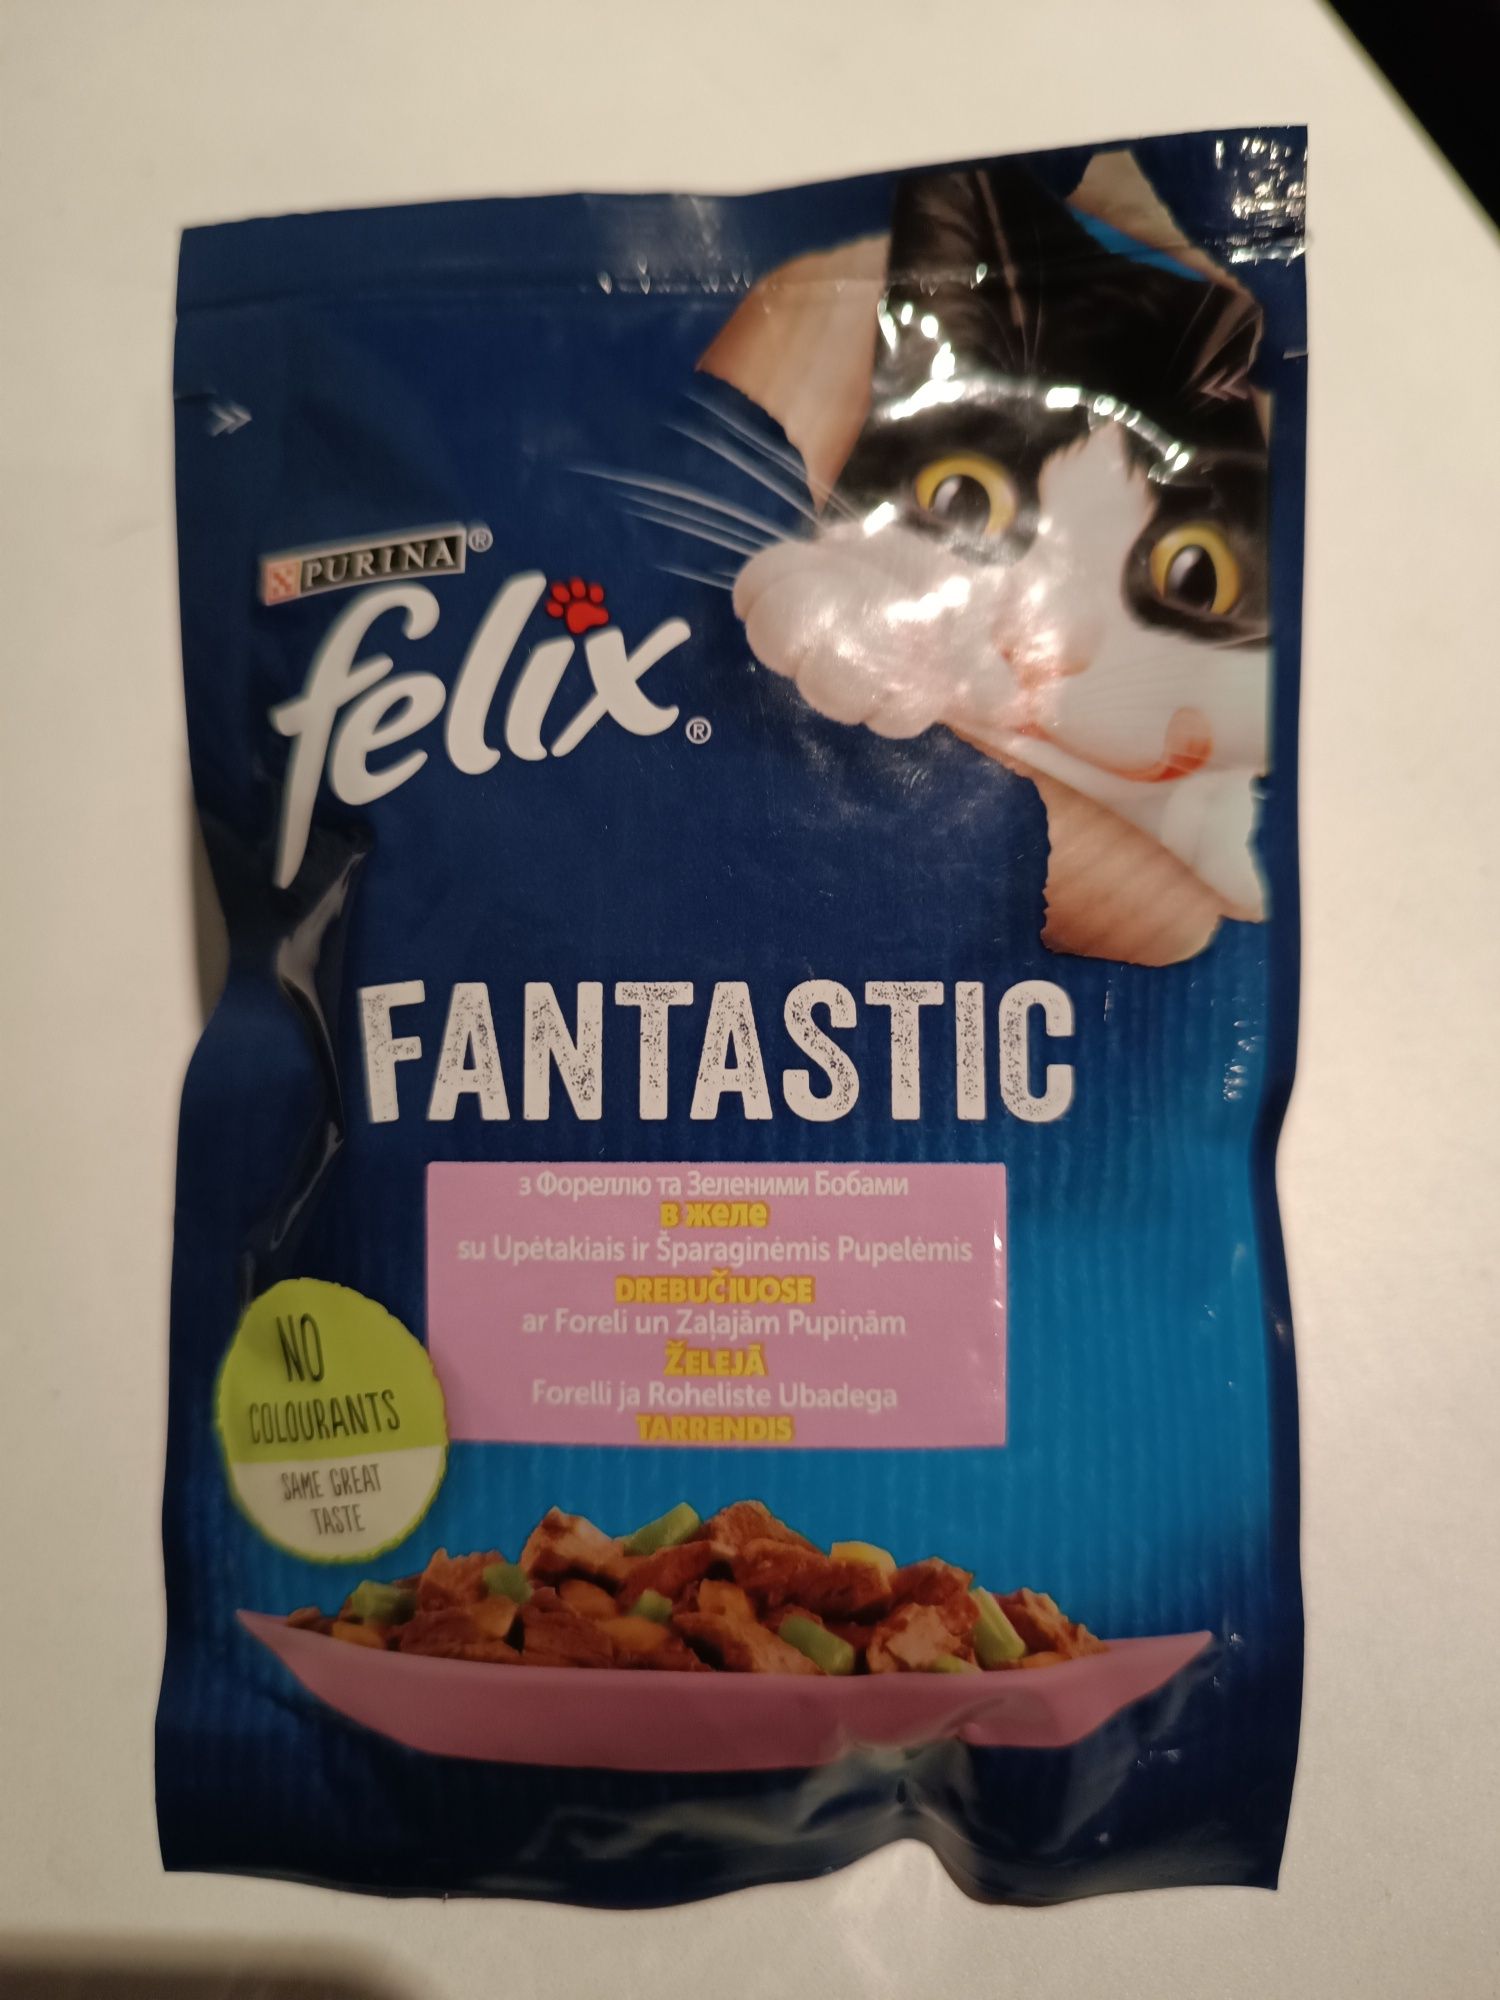 PURINA®
felix®
FANTASTIC
з Фореллю та Зеленими Бобами
в желе
su Upėtakiais ir Šparaginėmis Pupelėmis
DREBUČIUOSE
ar Foreli un Zaļajām Pupiņām
ŽELEJĀ
Forelli ja Roheliste Ubadega
TARRENDIS
NO
COLOURANTS
SAME GREAT
TASTE